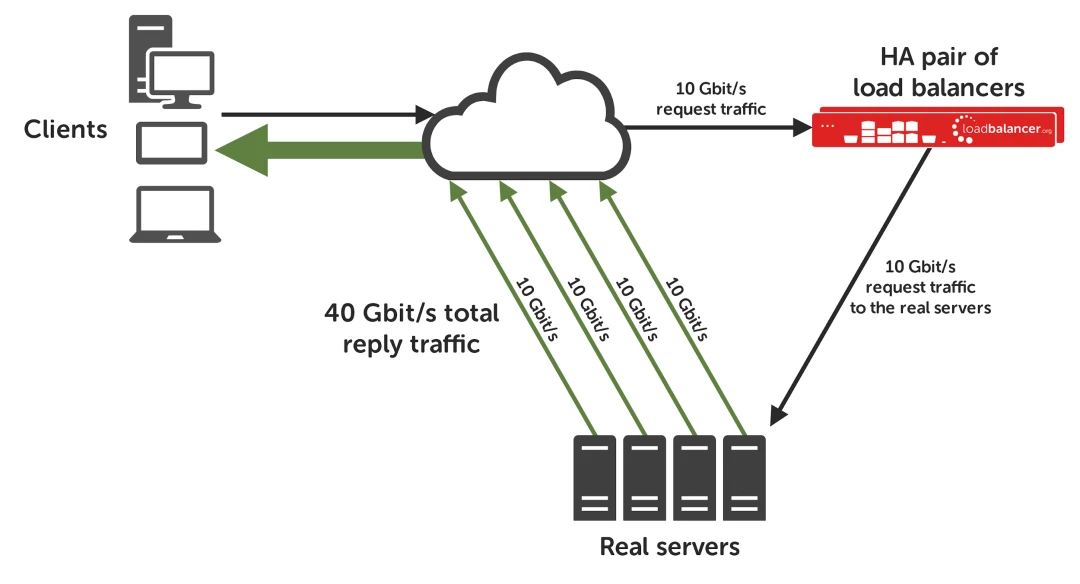 HA pair of
load balancers
10 Gbit/s
request traffic
Clients
loadbalancer.org
10 Gbit/s
request traffic
to the real servers
10 Gbit/s
10 Gbit/s
10 Gbit/s
10 Gbit/s
40 Gbit/s total
reply traffic
Real servers